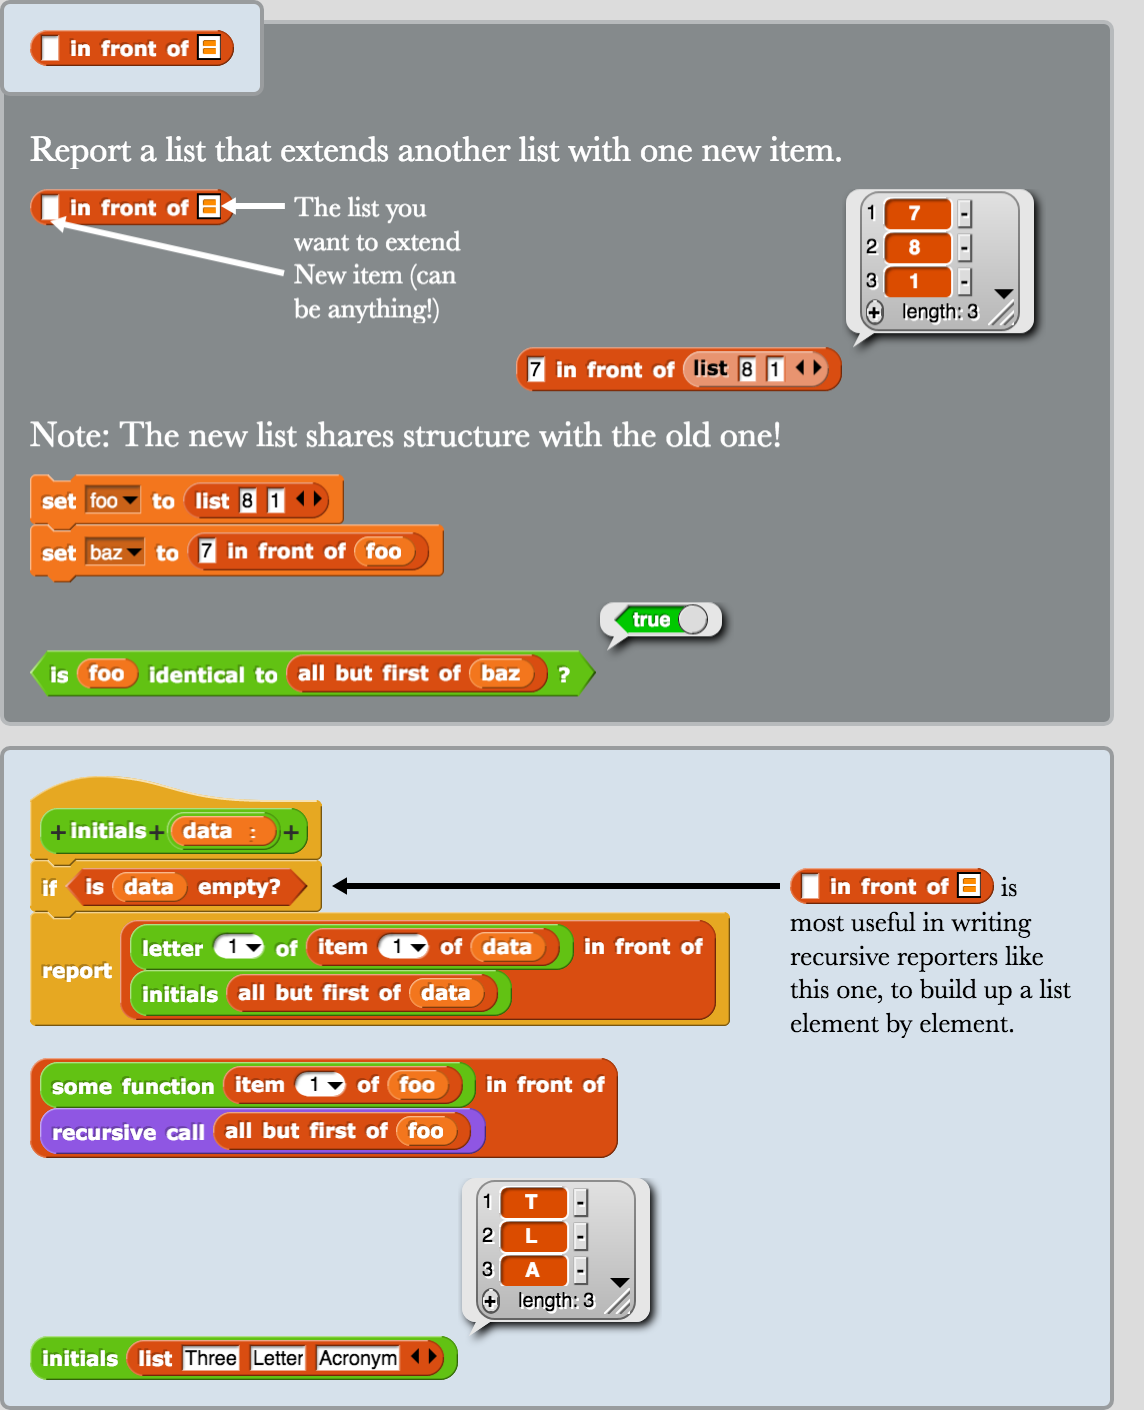 in front of
Report a list that extends another list with one new item.
in front of
The list you
want to extend
New item (can
be anything!)
1 7 -
2 8 -
3 1 -
+ length: 3
7 in front of list 8 1
Note: The new list shares structure with the old one!
set foo to list 8 1
set baz to 7 in front of foo
true
is foo identical to all but first of baz ?
+ initials + data : +
if is data empty?
report letter 1 of item 1 of data in front of
initials all but first of data
in front of is
most useful in writing
recursive reporters like
this one, to build up a list
element by element.
some function item 1 of foo in front of
recursive call all but first of foo
1 T -
2 L -
3 A -
+ length: 3
initials list Three Letter Acronym